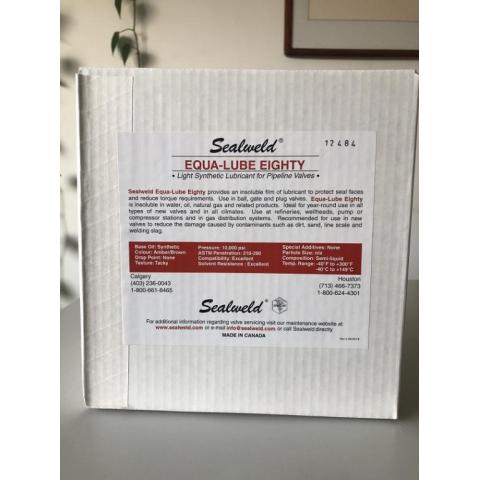 Sealweld®
12484
EQUA-LUBE EIGHTY
• Light Synthetic Lubricant for Pipeline Valves •
Sealweld Equa-Lube Eighty provides an insoluble film of lubricant to protect seal faces
and reduce torque requirements. Use in ball, gate and plug valves. Equa-Lube Eighty
is insoluble in water, oil, natural gas and related products. Ideal for year-round use in all
types of new valves and in all climates. Use at refineries, wellheads, pump or
compressor stations and in gas distribution systems. Recommended for use in new
valves to reduce the damage caused by contaminants such as dirt, sand, line scale and
welding slag.
Base Oil: Synthetic
Colour: Amber/Brown
Drop Point: None
Texture: Tacky
Pressure: 10,000 psi
ASTM Penetration: 210-260
Compatibility: Excellent
Solvent Resistance: Excellent
Special Additives: None
Particle Size: n/a
Composition: Semi-liquid
Temp. Range: -40°F to +300°F
-40°C to +149°C
Calgary
(403) 236-0043
1-800-661-8465
Houston
(713) 466-7373
1-800-624-4301
Sealweld®
For additional information regarding valve servicing visit our maintenance website at
www.sealweld.com or e-mail info@sealweld.com or call Sealweld directly.
MADE IN CANADA